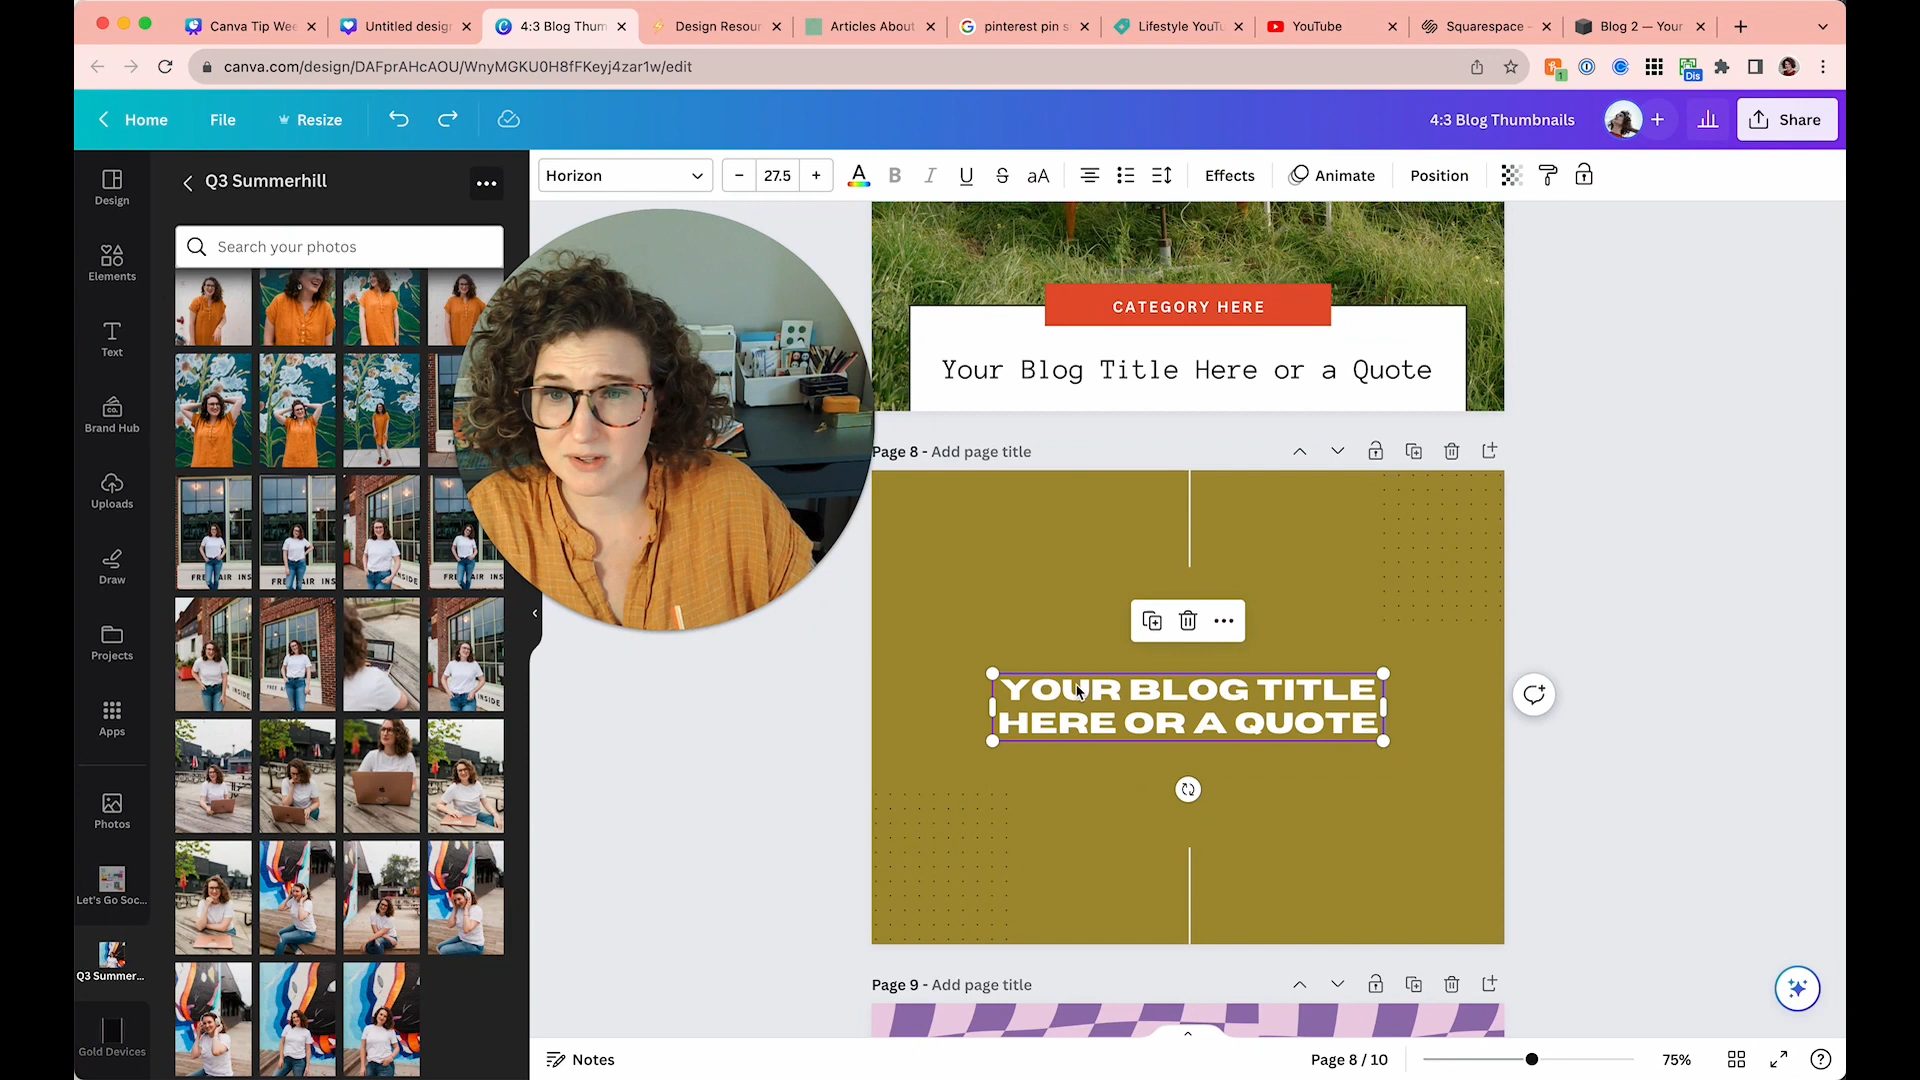 Canva Tip Wee
Untitled desig
4:3 Blog Thum
Design Resour
Articles About
pinterest pin s
Lifestyle YouTu
YouTube
Squarespace -
Blog 2 — Your
canva.com/design/DAFprAHcAOU/WnyMGKU0H8fFKeyj4zar1w/edit
1
Dis
Home
File
Resize
4:3 Blog Thumbnails
Share
Design
Elements
Text
Brand Hub
Uploads
Draw
Projects
Apps
Photos
Let's Go Soc...
Q3 Summer...
Gold Devices
Q3 Summerhill
Search your photos
Horizon
27.5
A
B
I
U
S
aA
Effects
Animate
Position
CATEGORY HERE
Your Blog Title Here or a Quote
Page 8 - Add page title
YOUR BLOG TITLE
HERE OR A QUOTE
Page 9 - Add page title
Notes
Page 8 / 10
75%